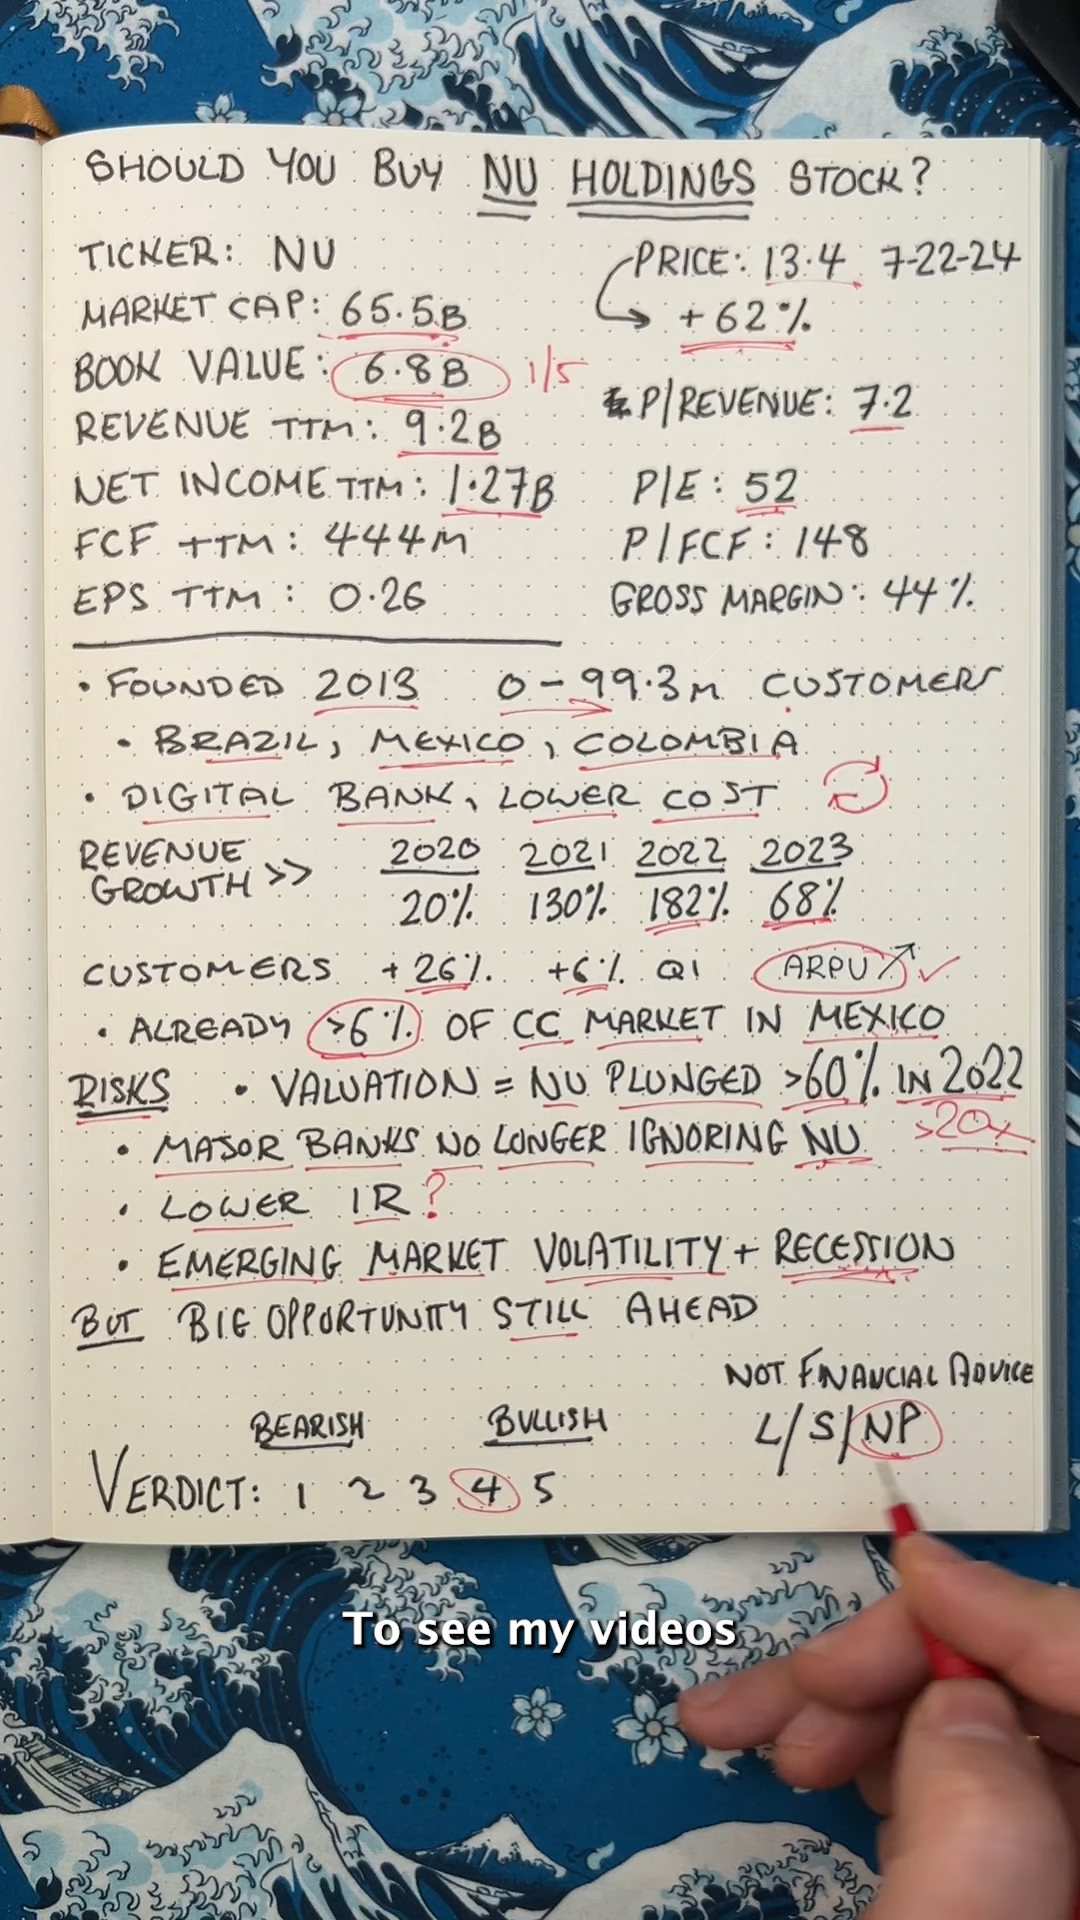 SHOULD YOU BUY NU HOLDINGS STOCK?
TICKER: NU
MARKET CAP: 65.5B
BOOK VALUE: 6.8B 1/5
REVENUE TTM: 9.2B
NET INCOME TTM: 1.27B
FCF TTM: 444M
EPS TTM: 0.26
PRICE: 13.4 7-22-24
+62%
P/REVENUE: 7.2
P/E: 52
P/FCF: 148
GROSS MARGIN: 44%
• FOUNDED 2013 0-99.3M CUSTOMERS
• BRAZIL, MEXICO, COLOMBIA
• DIGITAL BANK, LOWER COST
REVENUE GROWTH >>
2020 2021 2022 2023
20% 130% 182% 68%
CUSTOMERS +26% +6% Q1 ARPU↗ ✓
• ALREADY >6% OF CC MARKET IN MEXICO
RISKS • VALUATION = NU PLUNGED >60% IN 2022
>20x
• MAJOR BANKS NO LONGER IGNORING NU
• LOWER IR?
• EMERGING MARKET VOLATILITY + RECESSION
BUT BIG OPPORTUNITY STILL AHEAD
NOT FINANCIAL ADVICE
BEARISH BULLISH L/S/NP
VERDICT: 1 2 3 4 5
To see my videos